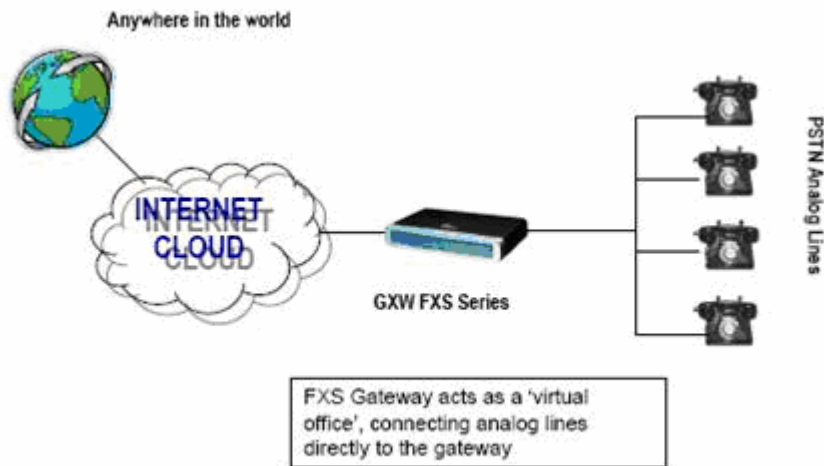 Anywhere in the world
INTERNET
CLOUD
GXW FXS Series
PSTN Analog Lines
FXS Gateway acts as a 'virtual
office', connecting analog lines
directly to the gateway